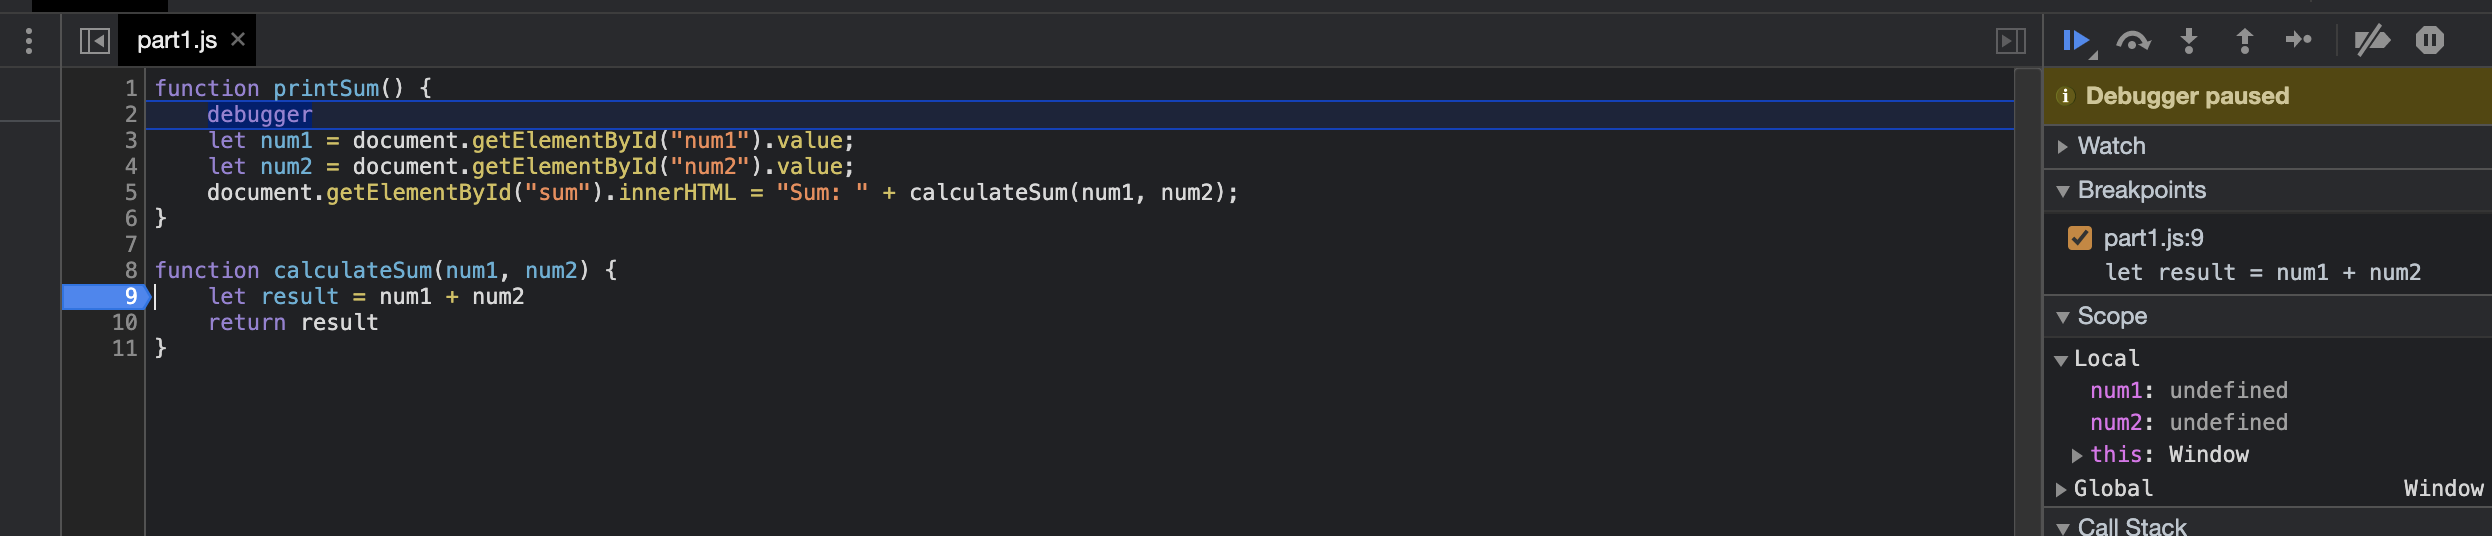 part1.js ×
1 function printSum() {
2     debugger
3     let num1 = document.getElementById("num1").value;
4     let num2 = document.getElementById("num2").value;
5     document.getElementById("sum").innerHTML = "Sum: " + calculateSum(num1, num2);
6 }
7
8 function calculateSum(num1, num2) {
9     let result = num1 + num2
10     return result
11 }
Debugger paused
Watch
Breakpoints
part1.js:9
let result = num1 + num2
Scope
Local
num1: undefined
num2: undefined
this: Window
Global Window
Call Stack